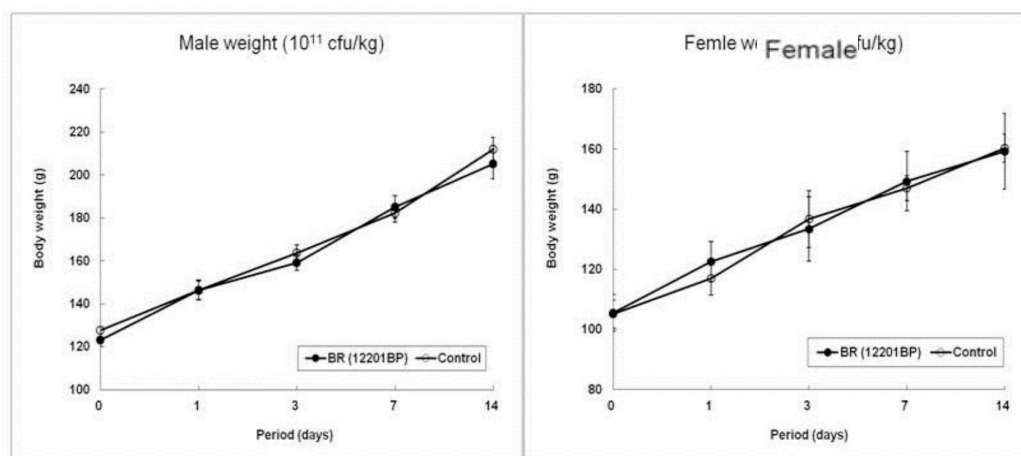 Male weight (10¹¹ cfu/kg)
240
220
200
180
160
140
120
100
Body weight (g)
0 1 3 7 14
Period (days)
BR (12201BP) Control
Femle Female fu/kg)
180
160
140
120
100
80
Body weight (g)
0 1 3 7 14
Period (days)
BR (12201BP) Control